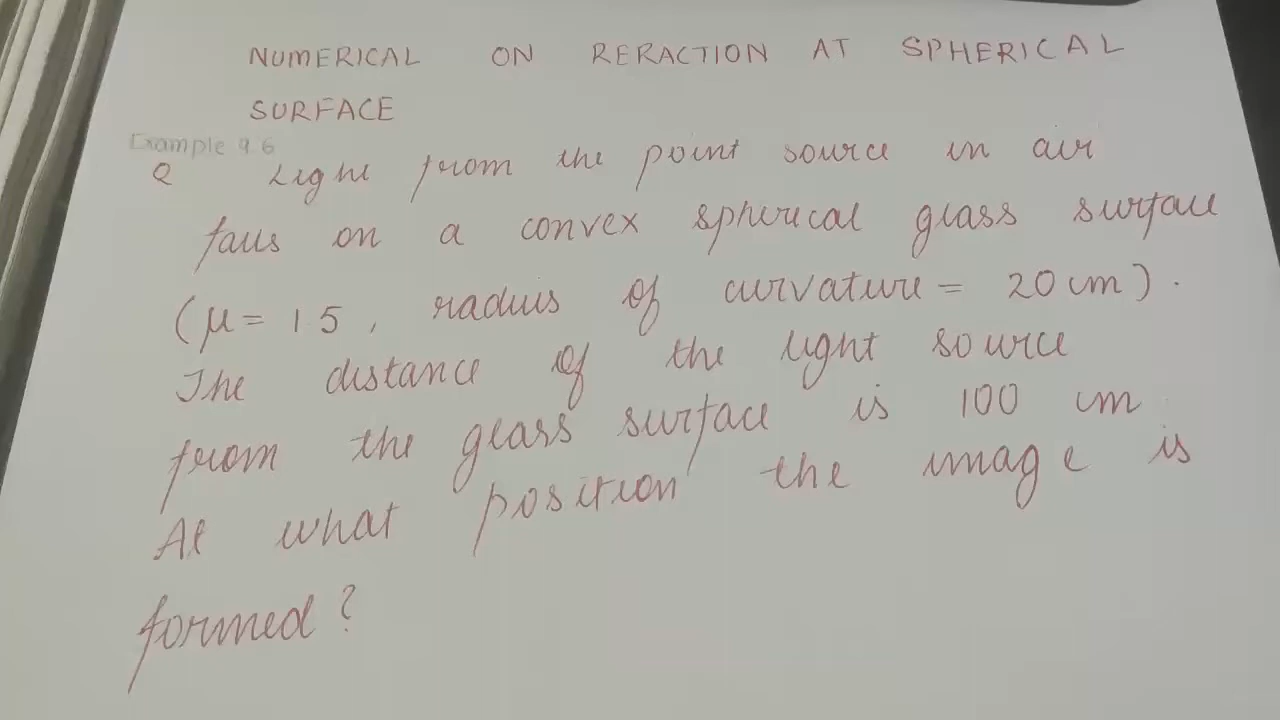 NUMERICAL ON RERACTION AT SPHERICAL
SURFACE
Example 9.6
Q Light from the point source in air
falls on a convex spherical glass surface
(μ = 1.5, radius of curvature = 20 cm).
The distance of the light source
from the glass surface is 100 cm
At what position the image is
formed?